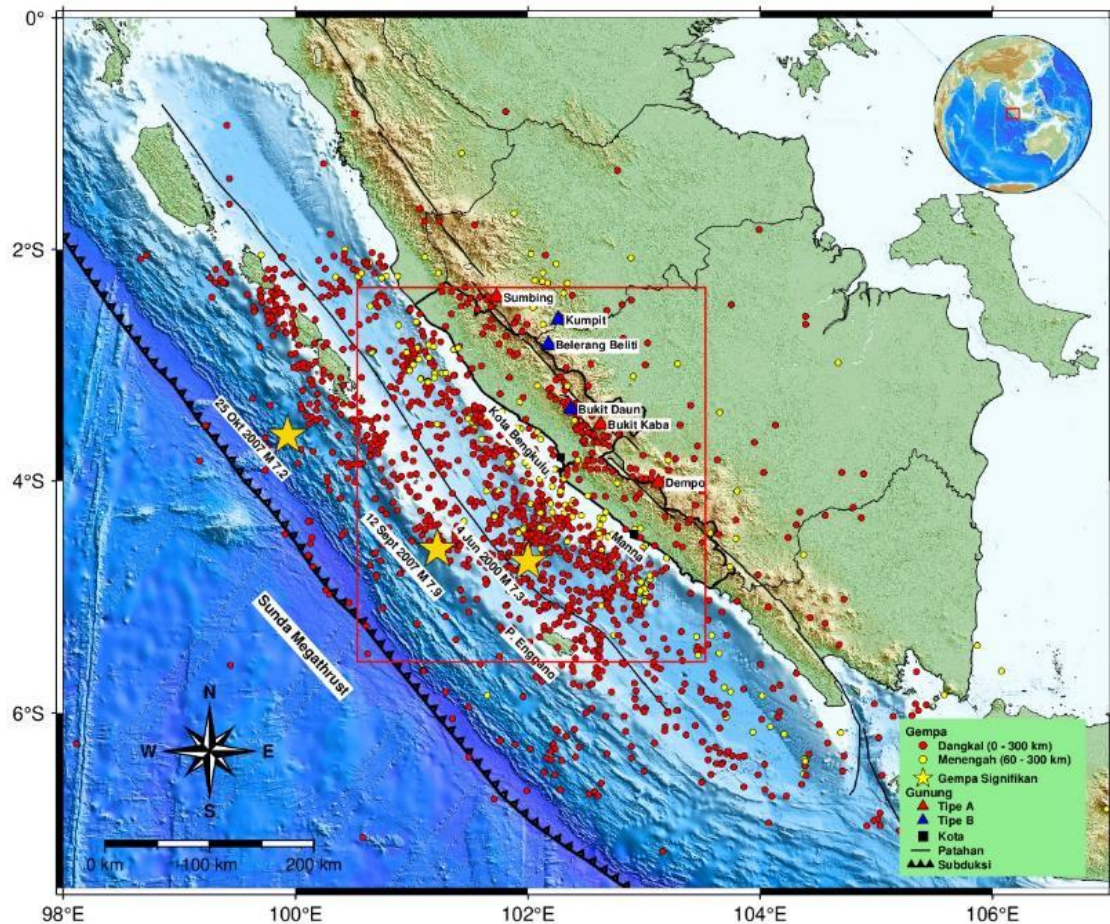 0°
2°S
4°S
6°S
98°E
100°E
102°E
104°E
106°E
Sumbing
Kumpit
Belerang Beliti
Bukit Daun
Bukit Kaba
Dempo
Kota Bengkulu
Manna
25 Okt 2007 M 7.2
12 Sept 2007 M 7.9
4 Jun 2000 M 7.3
P. Enggano
Sunda Megathrust
N
W
E
S
0 km
100 km
200 km
Gempa
Dangkal (0 - 300 km)
Menengah (60 - 300 km)
Gempa Signifikan
Gunung
Tipe A
Tipe B
Kota
Patahan
Subduksi